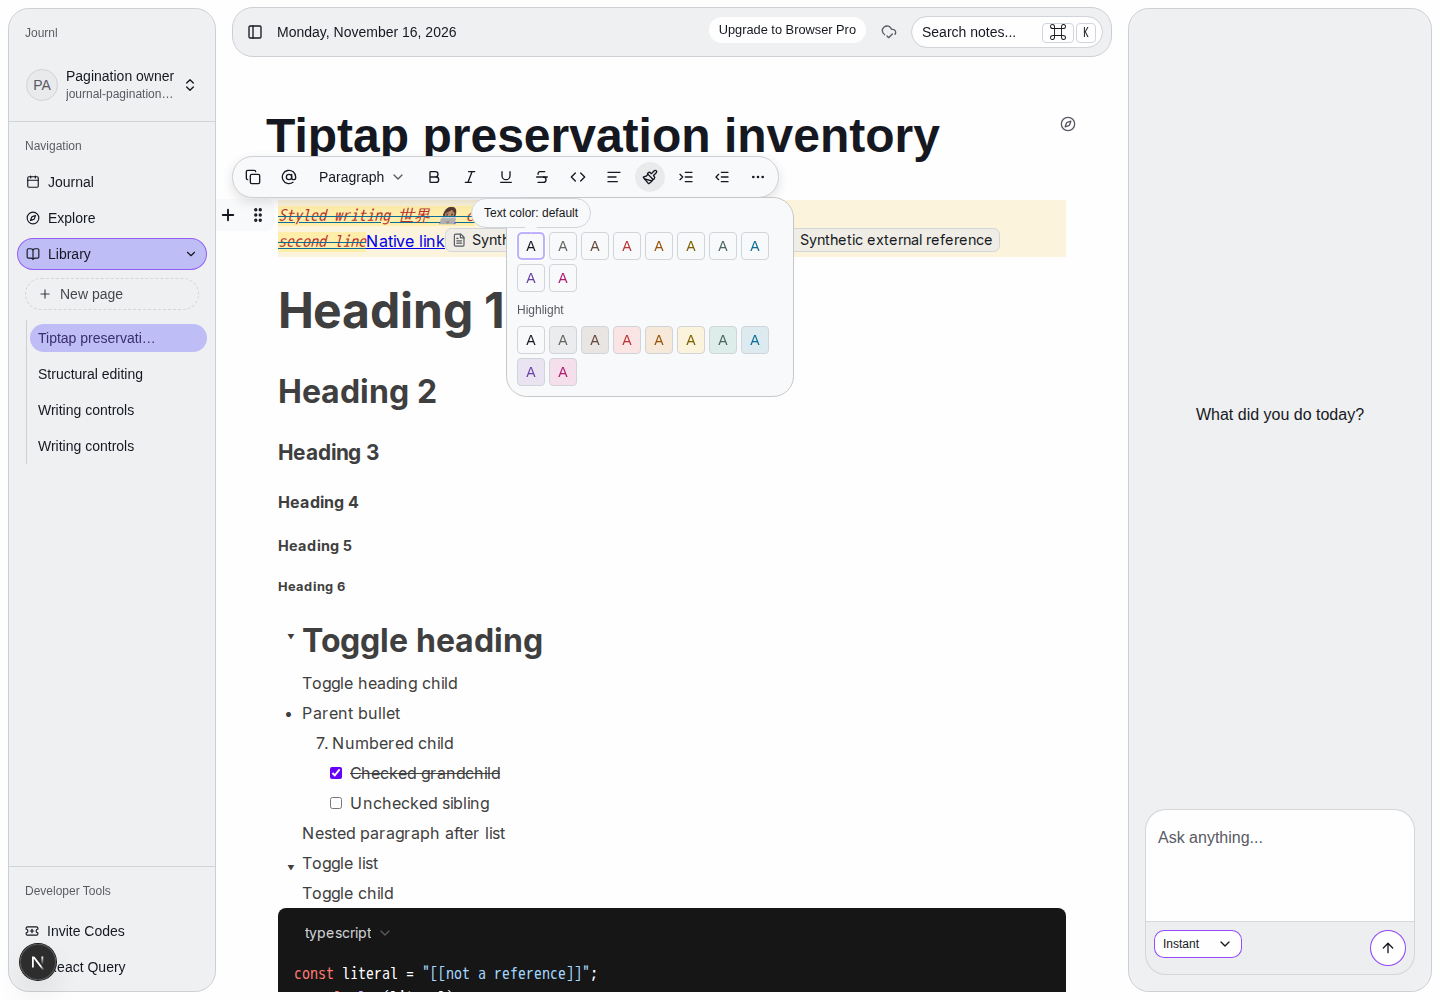 Journl
PA
Pagination owner
journal-pagination…
Navigation
Journal
Explore
Library
New page
Tiptap preservati…
Structural editing
Writing controls
Writing controls
Developer Tools
Invite Codes
N
eact Query
Monday, November 16, 2026
Upgrade to Browser Pro
Search notes...
⌘ K
Tiptap preservation inventory
Paragraph
Text color: default
Styled writing 世界
second lineNative link Synth
Synthetic external reference
A A A A A A A A
A A
Highlight
A A A A A A A A
A A
Heading 1
Heading 2
Heading 3
Heading 4
Heading 5
Heading 6
Toggle heading
Toggle heading child
• Parent bullet
7. Numbered child
Checked grandchild
Unchecked sibling
Nested paragraph after list
Toggle list
Toggle child
typescript
const literal = "[[not a reference]]";
What did you do today?
Ask anything...
Instant